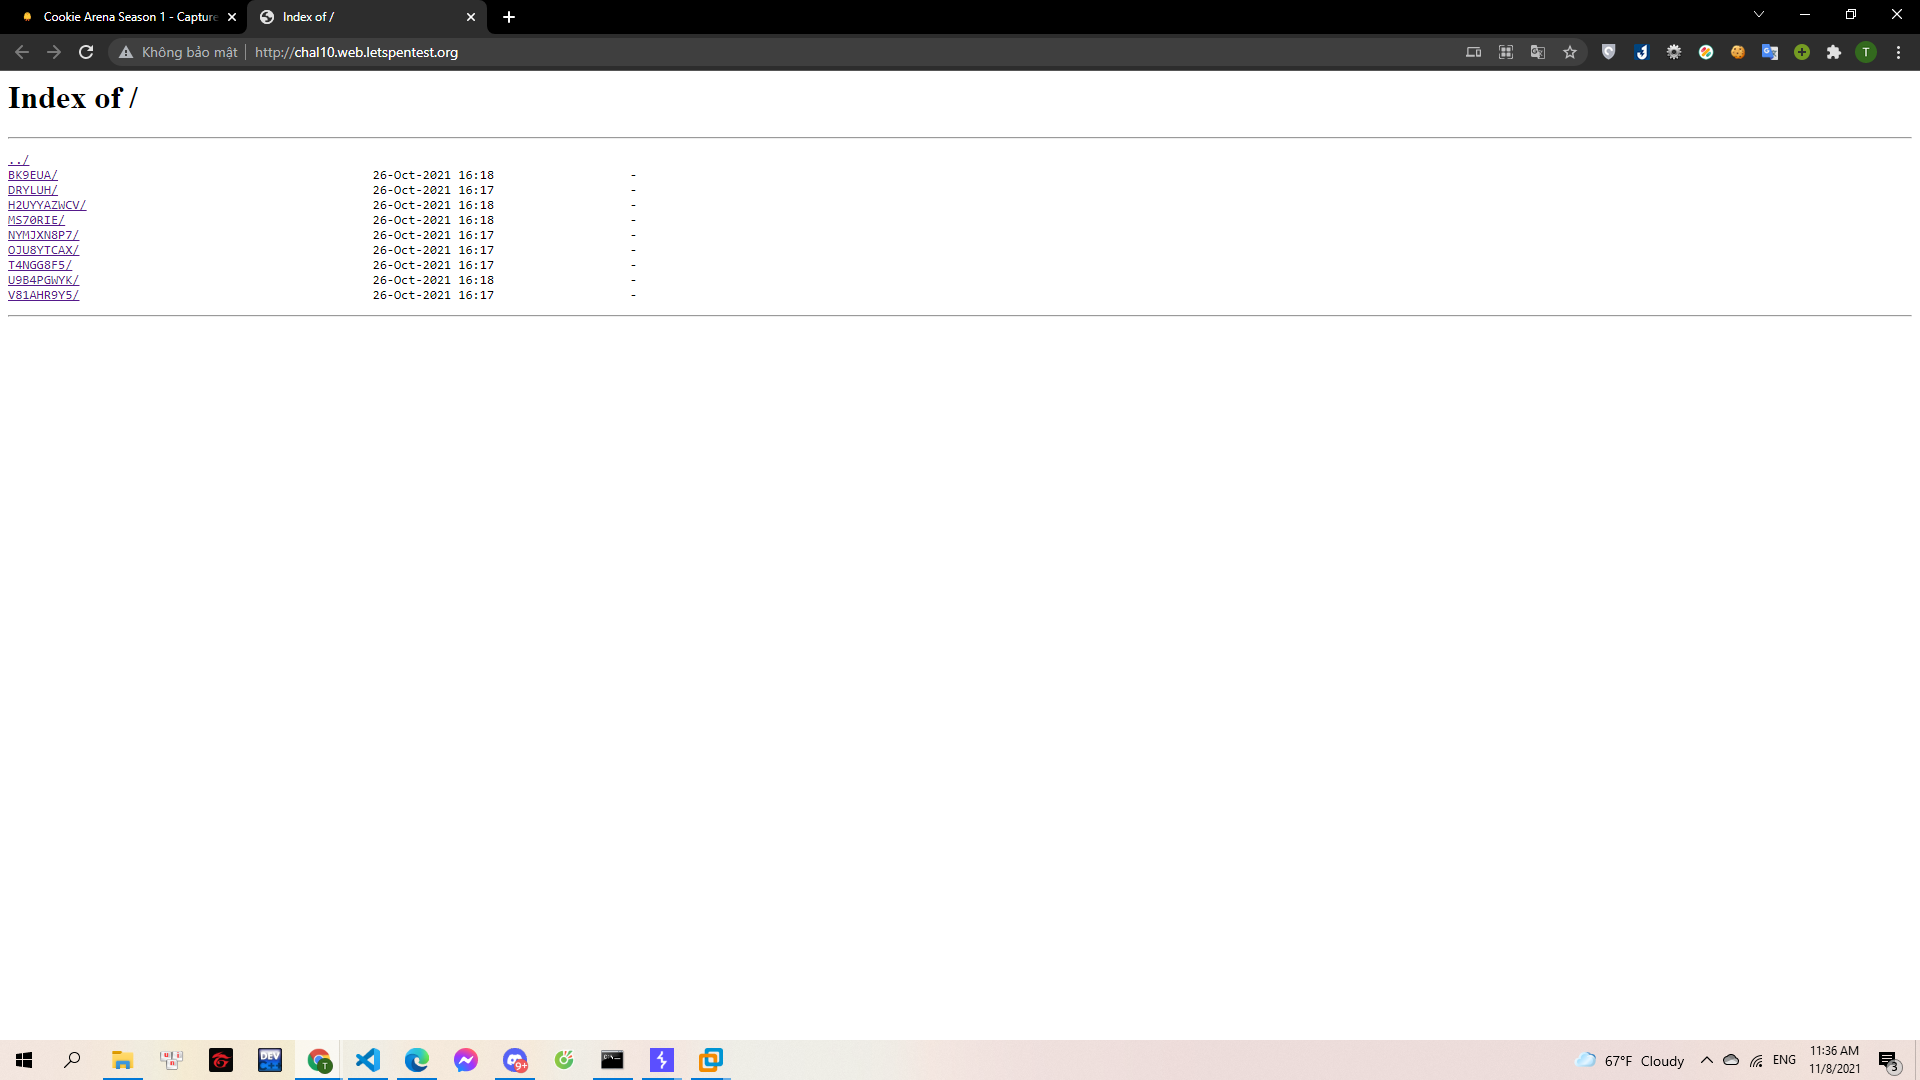 Cookie Arena Season 1 - Capture
Index of /
Không bảo mật
http://chal10.web.letspentest.org
T
Index of /
../
BK9EUA/ 26-Oct-2021 16:18 -
DRYLUH/ 26-Oct-2021 16:17 -
H2UYYAZWCV/ 26-Oct-2021 16:18 -
MS70RIE/ 26-Oct-2021 16:18 -
NYMJXN8P7/ 26-Oct-2021 16:17 -
OJU8YTCAX/ 26-Oct-2021 16:17 -
T4NGG8F5/ 26-Oct-2021 16:17 -
U9B4PGWYK/ 26-Oct-2021 16:18 -
V81AHR9Y5/ 26-Oct-2021 16:17 -
DEV
T
9+
67°F Cloudy
ENG
11:36 AM
11/8/2021
3